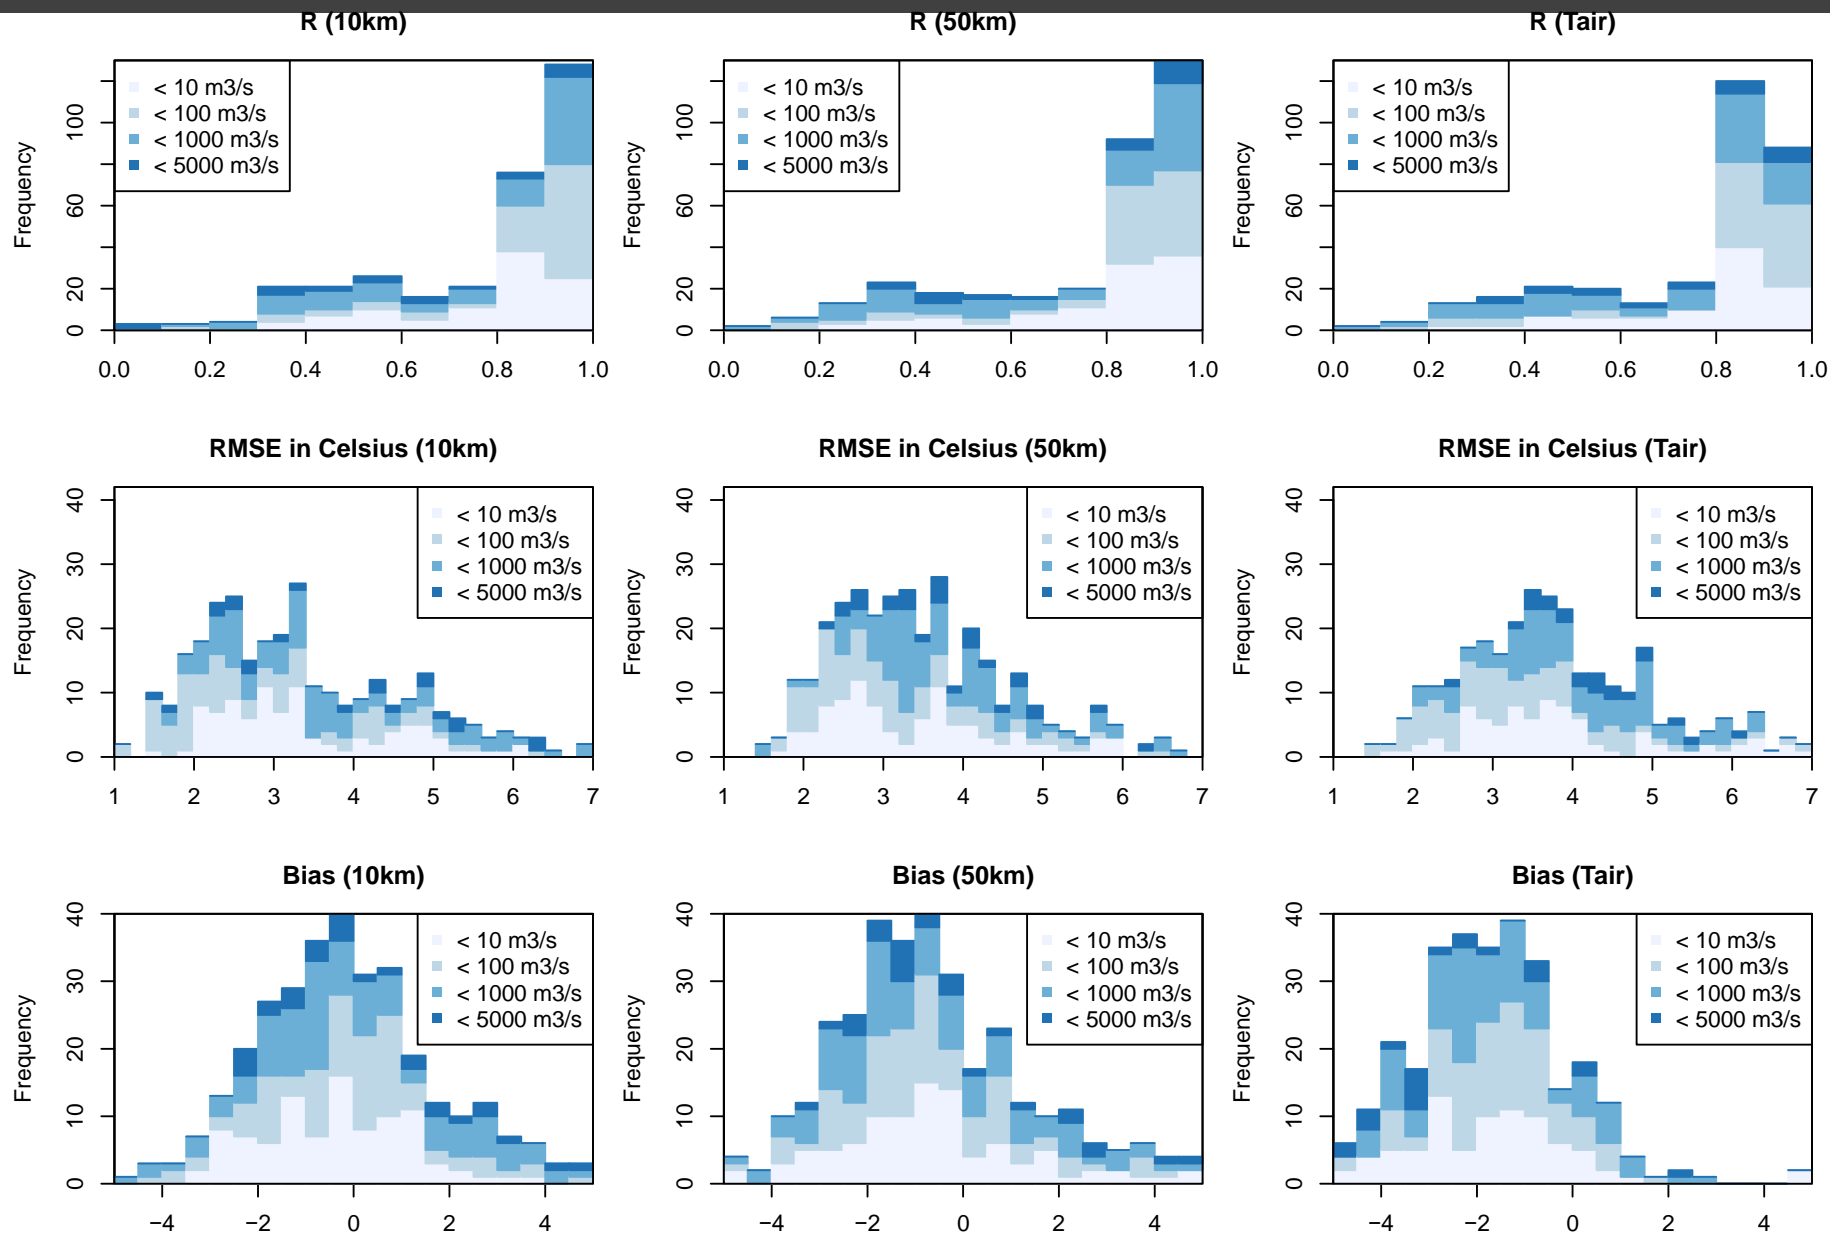 R (10km)
R (50km)
R (Tair)
Frequency
100
60
20
0
< 10 m3/s
< 100 m3/s
< 1000 m3/s
< 5000 m3/s
0.0 0.2 0.4 0.6 0.8 1.0
Frequency
100
60
20
0
< 10 m3/s
< 100 m3/s
< 1000 m3/s
< 5000 m3/s
0.0 0.2 0.4 0.6 0.8 1.0
Frequency
100
60
20
0
< 10 m3/s
< 100 m3/s
< 1000 m3/s
< 5000 m3/s
0.0 0.2 0.4 0.6 0.8 1.0
RMSE in Celsius (10km)
Frequency
40
30
20
10
0
< 10 m3/s
< 100 m3/s
< 1000 m3/s
< 5000 m3/s
1 2 3 4 5 6 7
RMSE in Celsius (50km)
Frequency
40
30
20
10
0
< 10 m3/s
< 100 m3/s
< 1000 m3/s
< 5000 m3/s
1 2 3 4 5 6 7
RMSE in Celsius (Tair)
Frequency
40
30
20
10
0
< 10 m3/s
< 100 m3/s
< 1000 m3/s
< 5000 m3/s
1 2 3 4 5 6 7
Bias (10km)
Frequency
40
30
20
10
0
< 10 m3/s
< 100 m3/s
< 1000 m3/s
< 5000 m3/s
−4 −2 0 2 4
Bias (50km)
Frequency
40
30
20
10
0
< 10 m3/s
< 100 m3/s
< 1000 m3/s
< 5000 m3/s
−4 −2 0 2 4
Bias (Tair)
Frequency
40
30
20
10
0
< 10 m3/s
< 100 m3/s
< 1000 m3/s
< 5000 m3/s
−4 −2 0 2 4